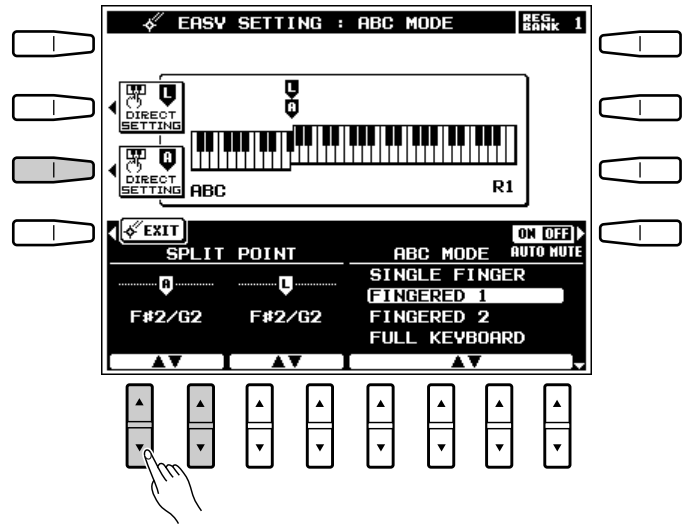 EASY SETTING : ABC MODE
REG. BANK 1
L
A
L
DIRECT
SETTING
A
DIRECT
SETTING
ABC
R1
EXIT
ON OFF
AUTO MUTE
SPLIT POINT
ABC MODE
A
L
F#2/G2
F#2/G2
SINGLE FINGER
FINGERED 1
FINGERED 2
FULL KEYBOARD